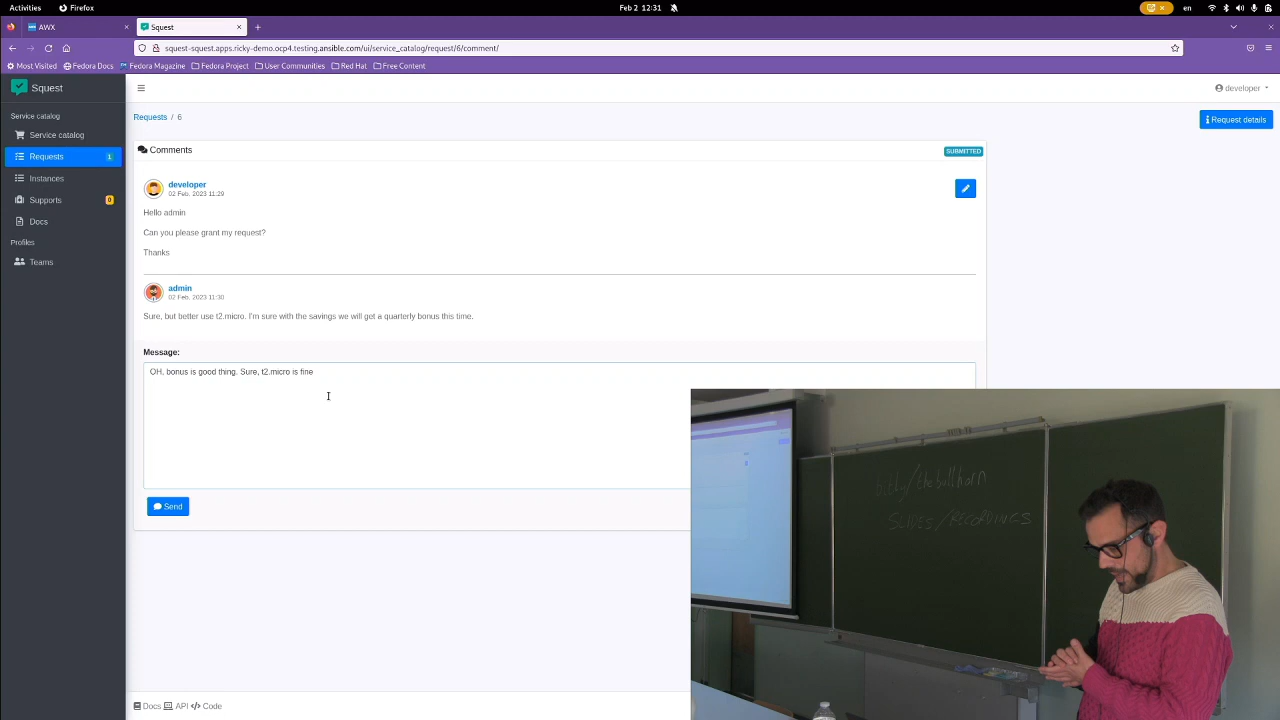 Activities
Firefox
Feb 2 12:31
en
AWX
Squest
squest-squest.apps.ricky-demo.ocp4.testing.ansible.com/ui/service_catalog/request/6/comment/
Most Visited
Fedora Docs
Fedora Magazine
Fedora Project
User Communities
Red Hat
Free Content
Squest
developer
Service catalog
Service catalog
Requests 1
Instances
Supports 0
Docs
Profiles
Teams
Requests / 6
Request details
Comments
SUBMITTED
developer
02 Feb. 2023 11:29
Hello admin
Can you please grant my request?
Thanks
admin
02 Feb. 2023 11:30
Sure, but better use t2.micro. I'm sure with the savings we will get a quarterly bonus this time.
Message:
OH, bonus is good thing. Sure, t2.micro is fine
Send
SLIDES/RECORDINGS
Docs
API
Code